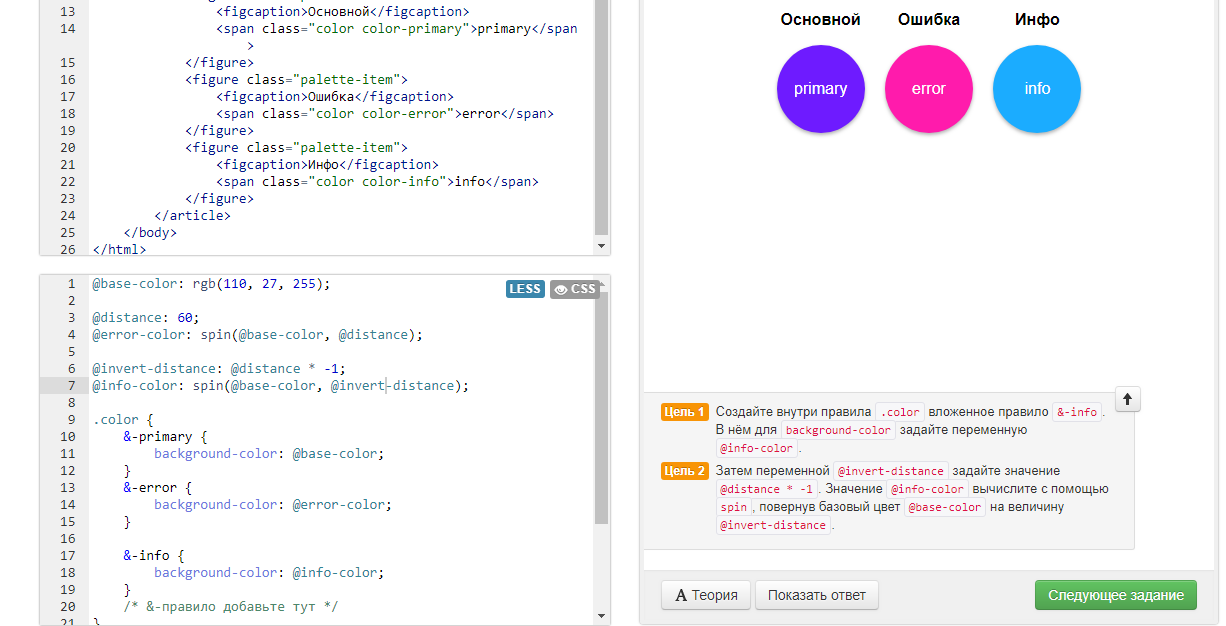 13 <figcaption>Основной</figcaption>
14 <span class="color color-primary">primary</span
>
15 </figure>
16 <figure class="palette-item">
17 <figcaption>Ошибка</figcaption>
18 <span class="color color-error">error</span>
19 </figure>
20 <figure class="palette-item">
21 <figcaption>Инфо</figcaption>
22 <span class="color color-info">info</span>
23 </figure>
24 </article>
25 </body>
26 </html>
1 @base-color: rgb(110, 27, 255);
LESS CSS
2
3 @distance: 60;
4 @error-color: spin(@base-color, @distance);
5
6 @invert-distance: @distance * -1;
7 @info-color: spin(@base-color, @invert-distance);
8
9 .color {
10 &-primary {
11 background-color: @base-color;
12 }
13 &-error {
14 background-color: @error-color;
15 }
16
17 &-info {
18 background-color: @info-color;
19 }
20 /* &-правило добавьте тут */
21 }
Основной Ошибка Инфо
primary error info
Цель 1 Создайте внутри правила .color вложенное правило &-info.
В нём для background-color задайте переменную
@info-color.
Цель 2 Затем переменной @invert-distance задайте значение
@distance * -1. Значение @info-color вычислите с помощью
spin, повернув базовый цвет @base-color на величину
@invert-distance.
A Теория Показать ответ Следующее задание